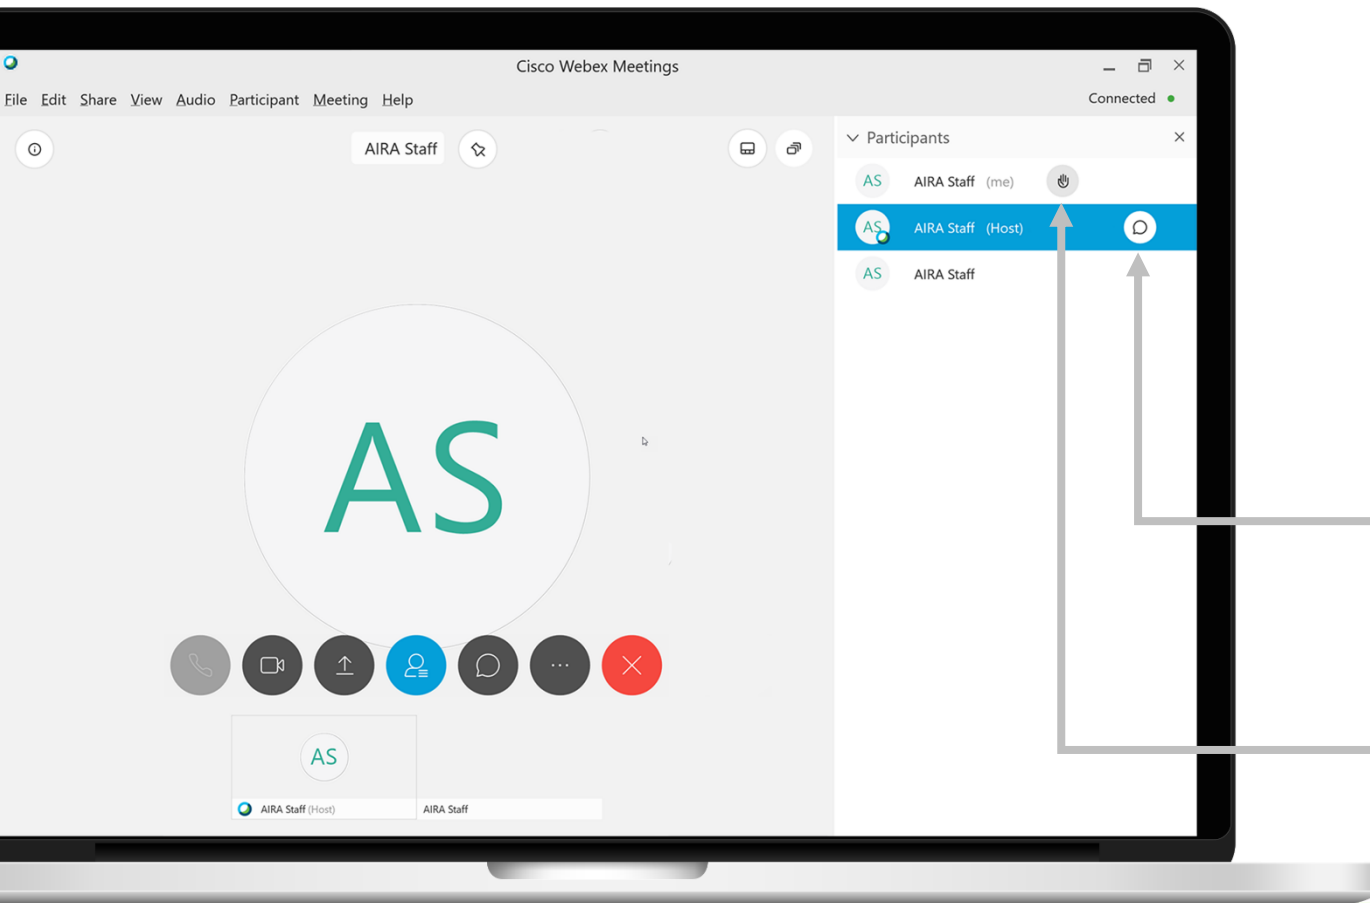 Cisco Webex Meetings
File Edit Share View Audio Participant Meeting Help
Connected
AIRA Staff
Participants
AS AIRA Staff (me)
AS AIRA Staff (Host)
AS AIRA Staff
AS
AS
AIRA Staff (Host)
AIRA Staff